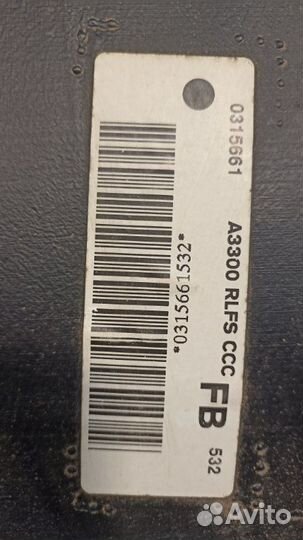 0315661
A3300 RLFS CCC
FB 532
*0315661532*
Avito